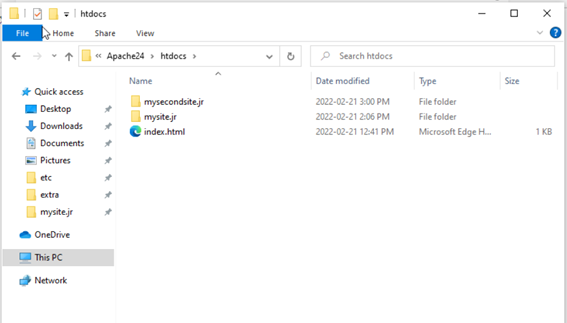 htdocs
File Home Share View
Apache24 htdocs Search htdocs
Name Date modified Type Size
Quick access
Desktop
Downloads
Documents
Pictures
etc
extra
mysite.jr
OneDrive
This PC
Network
mysecondsite.jr 2022-02-21 3:00 PM File folder
mysite.jr 2022-02-21 2:06 PM File folder
index.html 2022-02-21 12:41 PM Microsoft Edge H... 1 KB